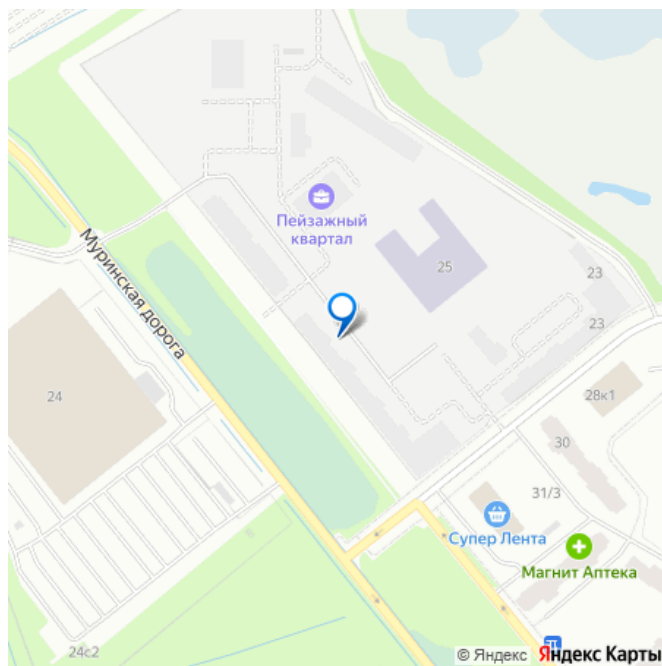 Муринская дорога
Пейзажный
квартал
25
23
23
24
28к1
30
31/3
Супер Лента
Магнит Аптека
24с2
© Яндекс Яндекс Карты